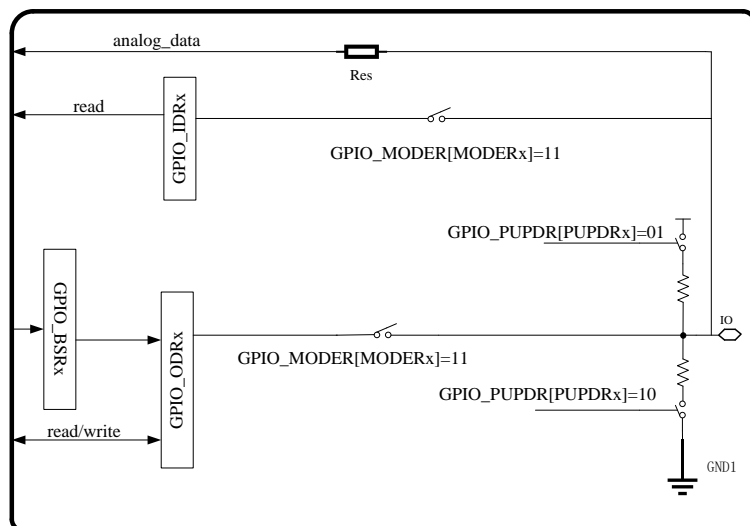 analog_data
Res
read
GPIO_IDRx
GPIO_MODER[MODERx]=11
GPIO_PUPDR[PUPDRx]=01
GPIO_BSRx
GPIO_ODRx
IO
GPIO_MODER[MODERx]=11
GPIO_PUPDR[PUPDRx]=10
read/write
GND1